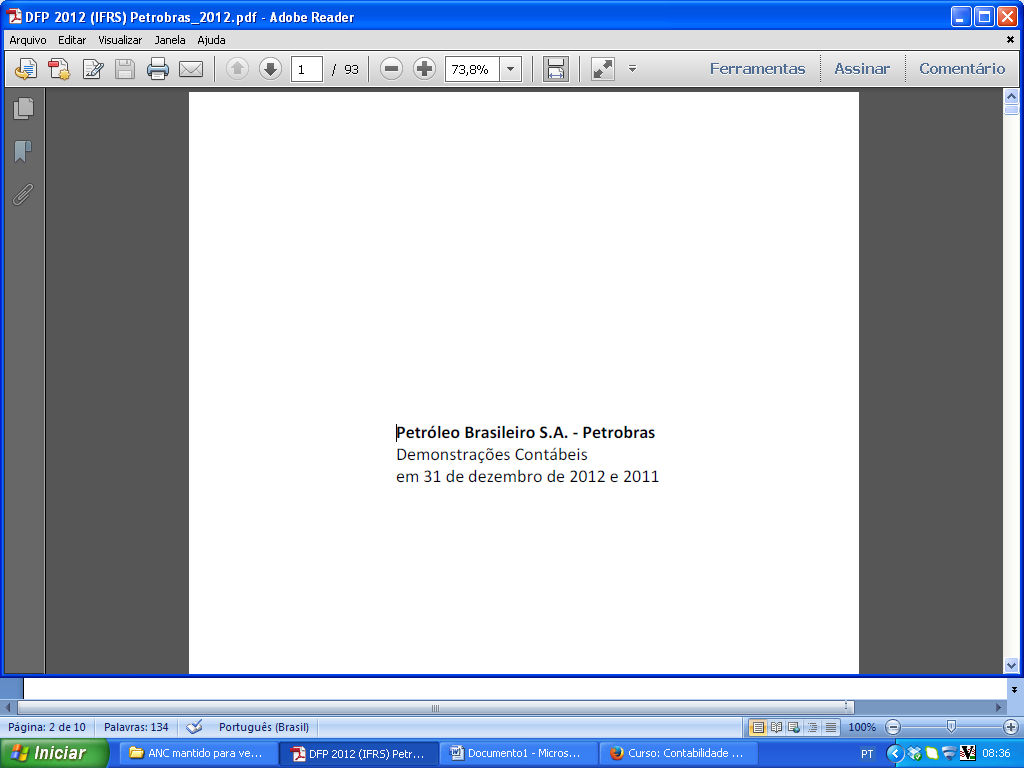 DFP 2012 (IFRS) Petrobras_2012.pdf - Adobe Reader
Arquivo Editar Visualizar Janela Ajuda
1 / 93 73,8% Ferramentas Assinar Comentário
Petróleo Brasileiro S.A. - Petrobras
Demonstrações Contábeis
em 31 de dezembro de 2012 e 2011
Página: 2 de 10 Palavras: 134 Português (Brasil) 100%
Iniciar ANC mantido para ve... DFP 2012 (IFRS) Petr... Documento1 - Micros... Curso: Contabilidade ... PT 08:36